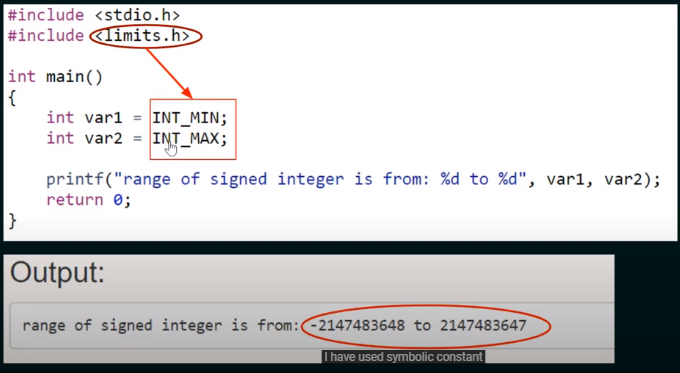 #include <stdio.h>
#include <limits.h>
int main()
{
    int var1 = INT_MIN;
    int var2 = INT_MAX;
    printf("range of signed integer is from: %d to %d", var1, var2);
    return 0;
}
Output:
range of signed integer is from: -2147483648 to 2147483647
I have used symbolic constant